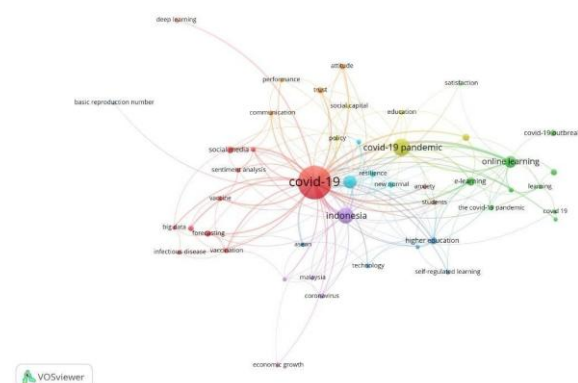 deep learning
attitude
performance
satisfaction
trust
basic reproduction number
social capital
communication
education
covid-19 outbreak
policy
covid-19 pandemic
social media
online learning
sentiment analysis
resilience
covid-19
new normal
anxiety
e-learning
learning
vaccine
students
the covid-19 pandemic
covid 19
indonesia
big data
forecasting
higher education
infectious disease
vaccination
asean
technology
self-regulated learning
malaysia
coronavirus
economic growth
VOSviewer